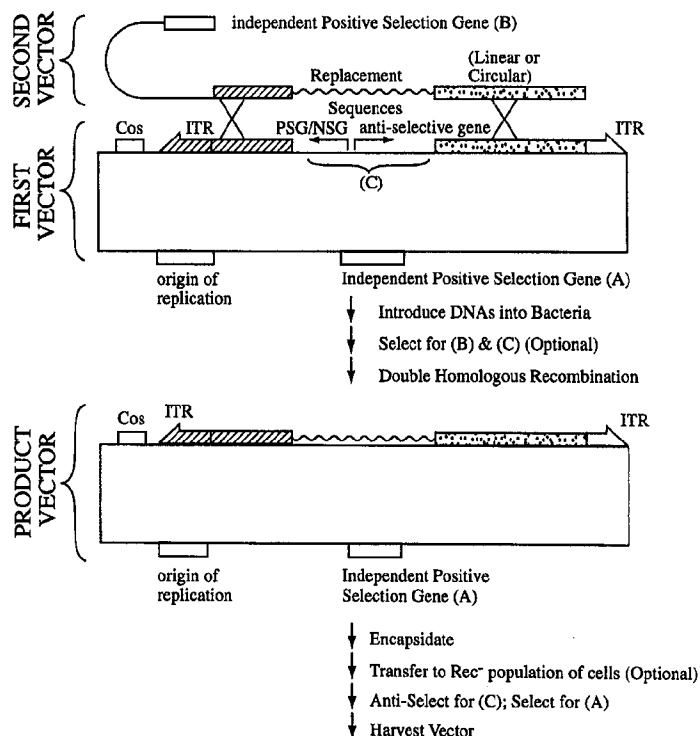 SECOND
VECTOR
independent Positive Selection Gene (B)
Replacement
(Linear or
Circular)
Sequences
FIRST
VECTOR
Cos
ITR
PSG/NSG
anti-selective gene
ITR
(C)
origin of
replication
Independent Positive Selection Gene (A)
Introduce DNAs into Bacteria
Select for (B) & (C) (Optional)
Double Homologous Recombination
PRODUCT
VECTOR
Cos
ITR
ITR
origin of
replication
Independent Positive
Selection Gene (A)
Encapsidate
Transfer to Rec⁻ population of cells (Optional)
Anti-Select for (C); Select for (A)
Harvest Vector